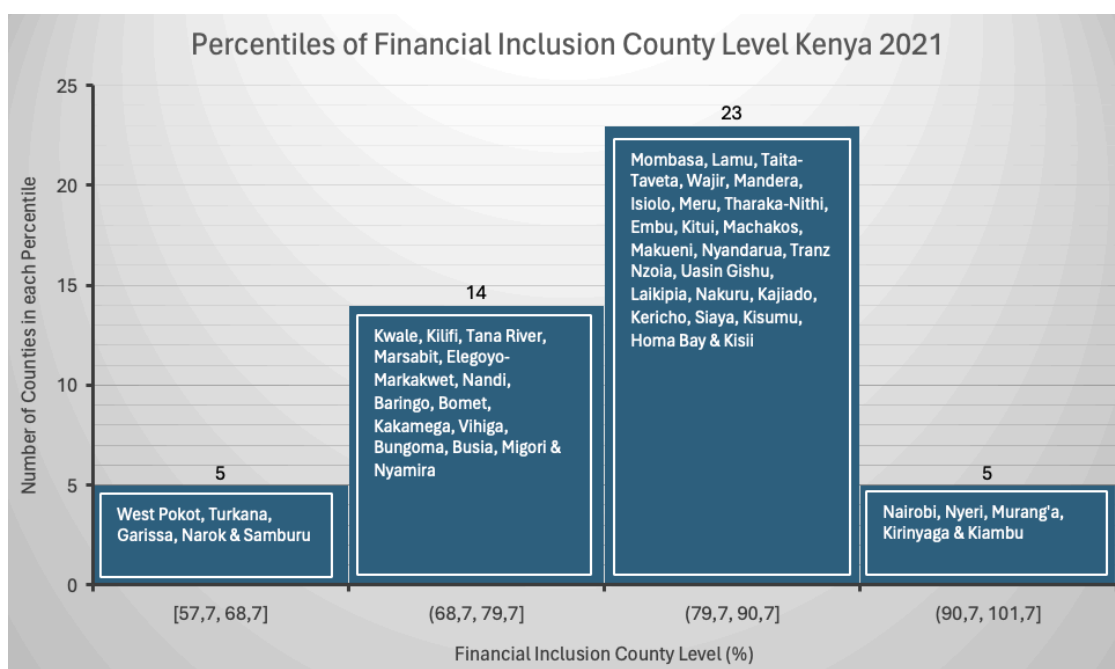 Percentiles of Financial Inclusion County Level Kenya 2021
Number of Counties in each Percentile
25
20
15
10
5
0
5
West Pokot, Turkana,
Garissa, Narok & Samburu
14
Kwale, Kilifi, Tana River,
Marsabit, Elegoyo-
Markakwet, Nandi,
Baringo, Bomet,
Kakamega, Vihiga,
Bungoma, Busia, Migori &
Nyamira
23
Mombasa, Lamu, Taita-
Taveta, Wajir, Mandera,
Isiolo, Meru, Tharaka-Nithi,
Embu, Kitui, Machakos,
Makueni, Nyandarua, Tranz
Nzoia, Uasin Gishu,
Laikipia, Nakuru, Kajiado,
Kericho, Siaya, Kisumu,
Homa Bay & Kisii
5
Nairobi, Nyeri, Murang'a,
Kirinyaga & Kiambu
[57,7, 68,7]
(68,7, 79,7]
(79,7, 90,7]
(90,7, 101,7]
Financial Inclusion County Level (%)